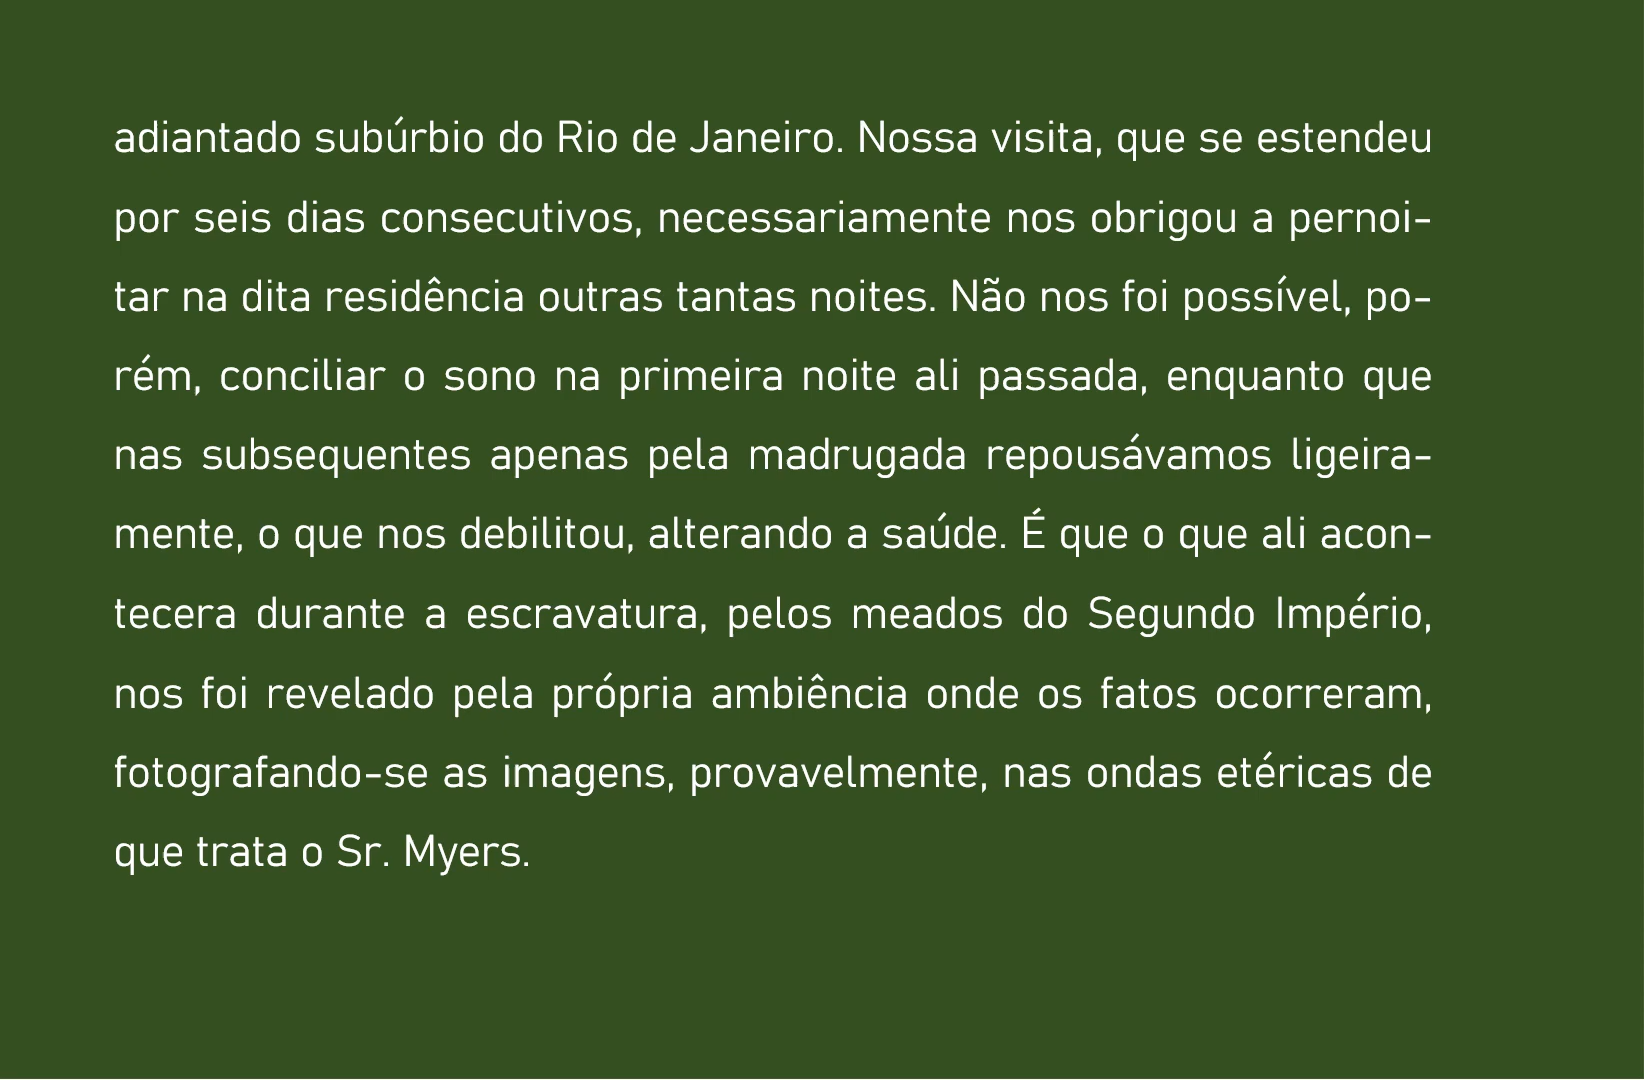 adiantado subúrbio do Rio de Janeiro. Nossa visita, que se estendeu
por seis dias consecutivos, necessariamente nos obrigou a pernoi-
tar na dita residência outras tantas noites. Não nos foi possível, po-
rém, conciliar o sono na primeira noite ali passada, enquanto que
nas subsequentes apenas pela madrugada repousávamos ligeira-
mente, o que nos debilitou, alterando a saúde. É que o que ali acon-
tecera durante a escravatura, pelos meados do Segundo Império,
nos foi revelado pela própria ambiência onde os fatos ocorreram,
fotografando-se as imagens, provavelmente, nas ondas etéricas de
que trata o Sr. Myers.